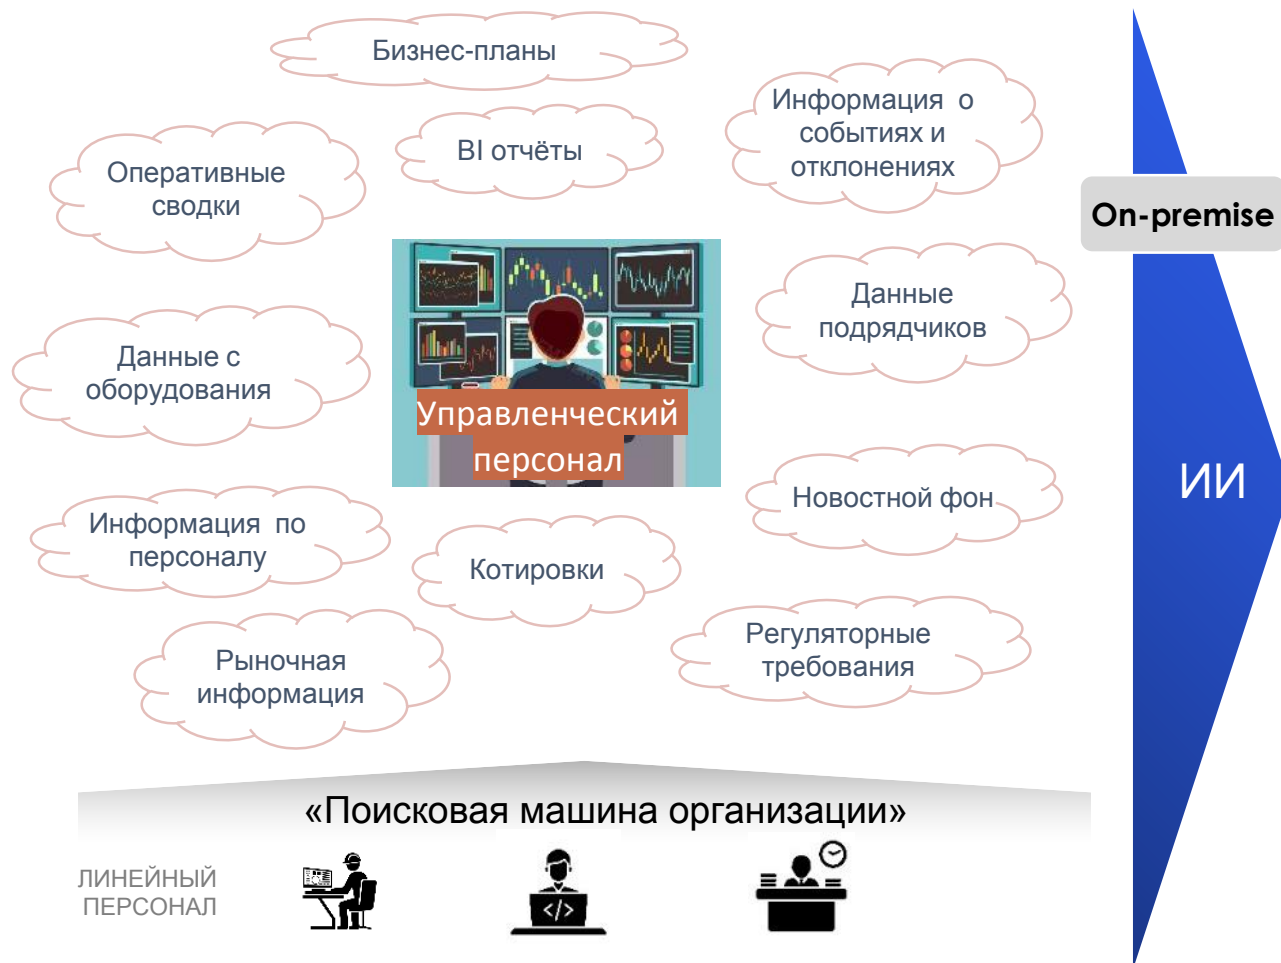 Бизнес-планы
Информация о
событиях и
отклонениях
BI отчёты
Оперативные
сводки
On-premise
Данные
подрядчиков
Данные с
оборудования
Управленческий
персонал
ИИ
Новостной фон
Информация по
персоналу
Котировки
Регуляторные
требования
Рыночная
информация
«Поисковая машина организации»
ЛИНЕЙНЫЙ
ПЕРСОНАЛ
</>